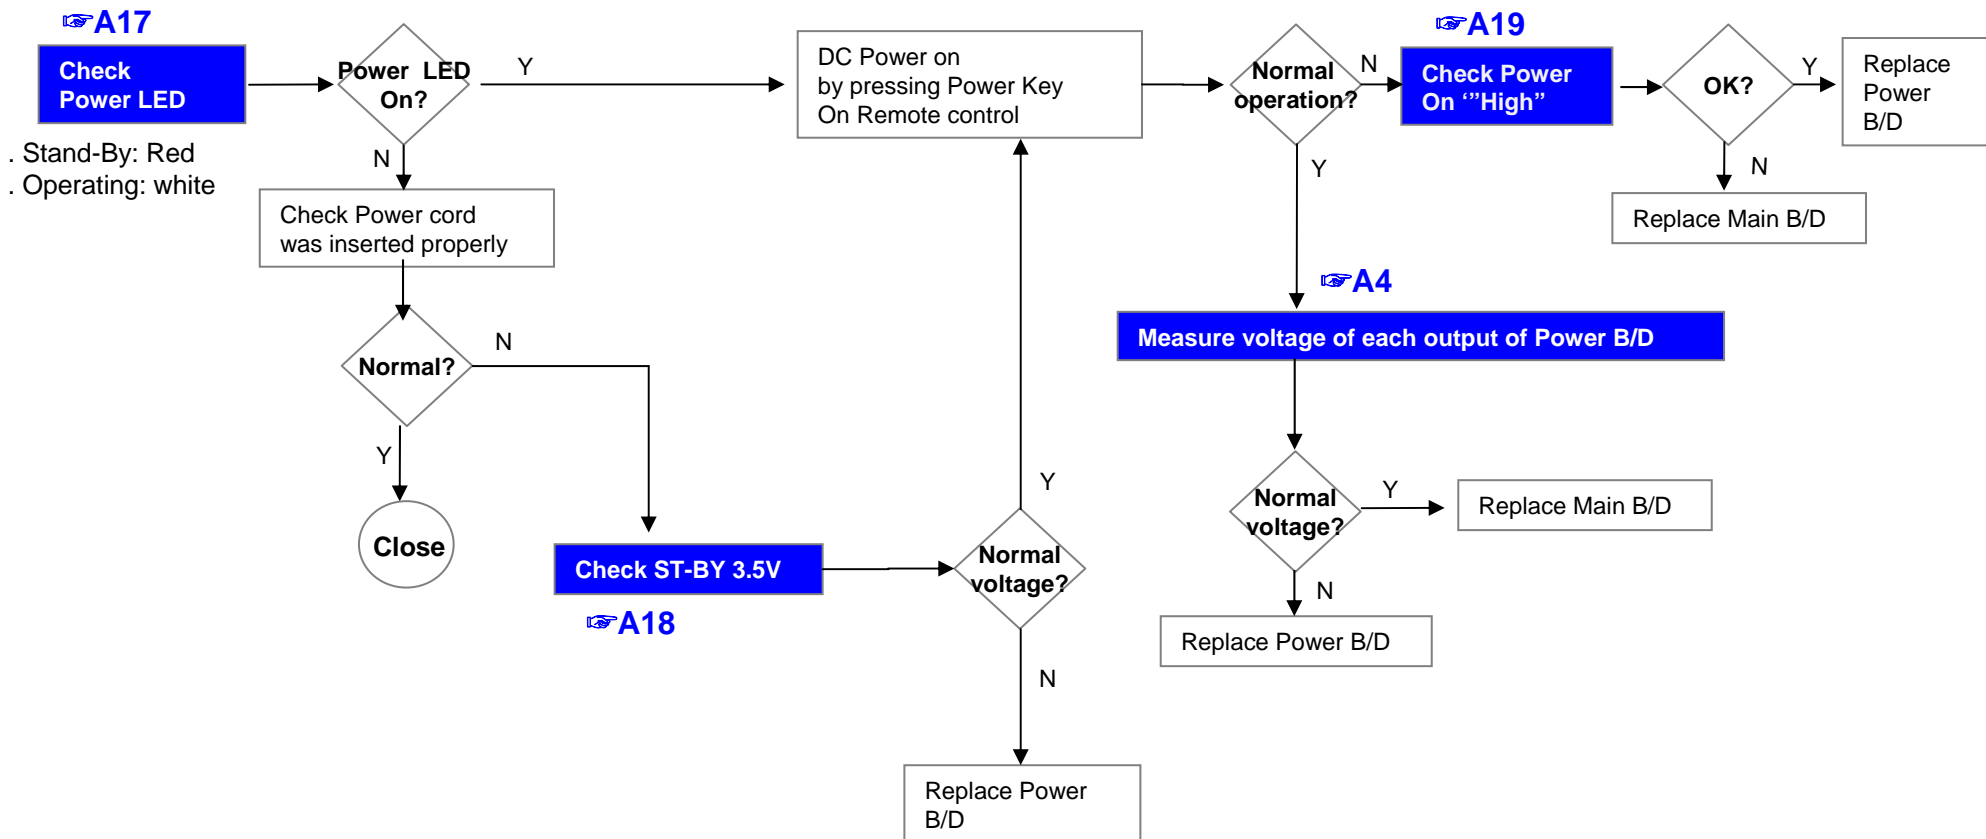 ☞A17
Check
Power LED
. Stand-By: Red
. Operating: white
Power LED
On?
Y
N
Check Power cord
was inserted properly
Normal?
N
Y
Close
Check ST-BY 3.5V
☞A18
Normal
voltage?
Y
N
Replace Power
B/D
DC Power on
by pressing Power Key
On Remote control
Normal
operation?
N
Y
☞A19
Check Power
On ‘”High”
OK?
Y
N
Replace
Power
B/D
Replace Main B/D
☞A4
Measure voltage of each output of Power B/D
Normal
voltage?
Y
N
Replace Main B/D
Replace Power B/D